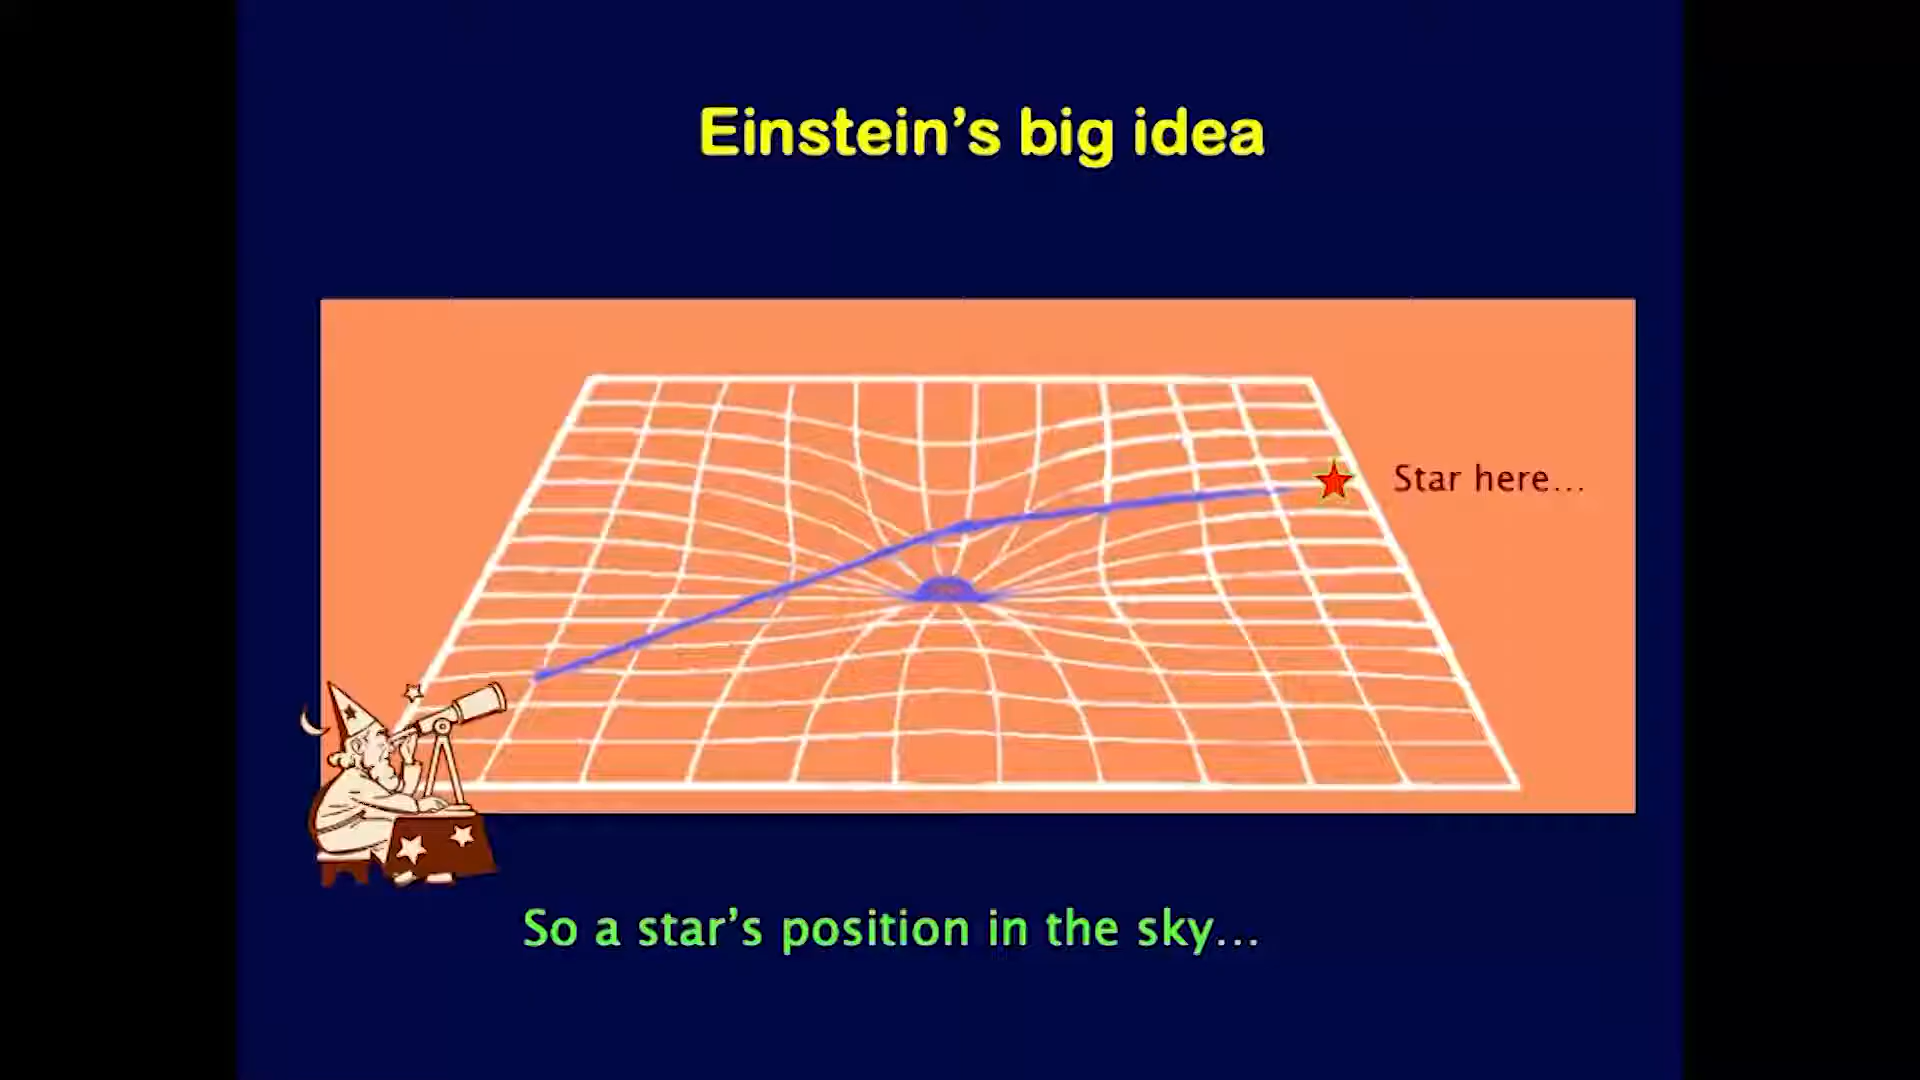 Einstein’s big idea
Star here...
So a star’s position in the sky...